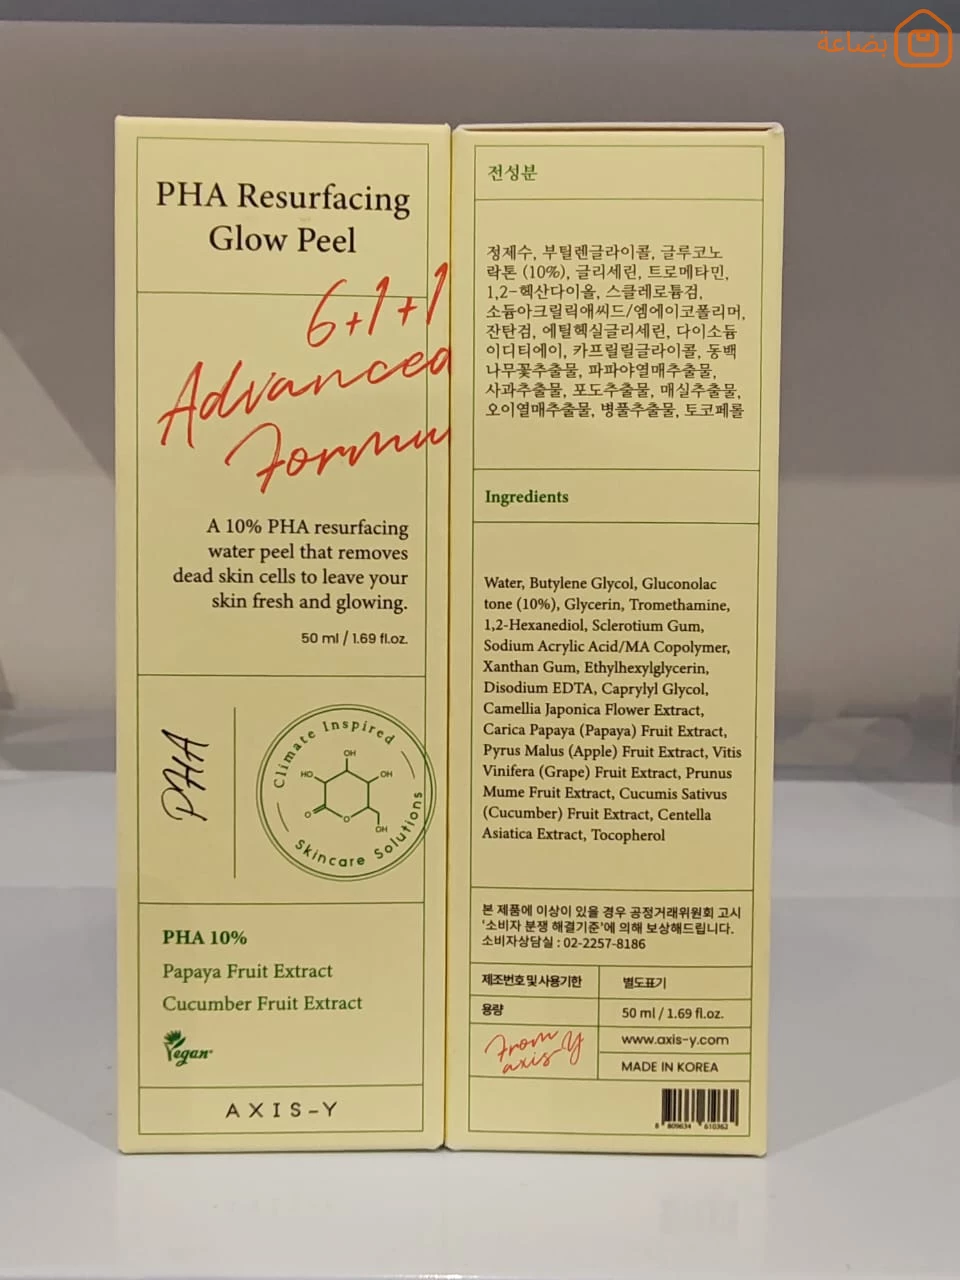 بضاعة
PHA Resurfacing
Glow Peel
6+1+1
Advanced
A 10% PHA resurfacing
water peel that removes
dead skin cells to leave your
skin fresh and glowing.
50 ml / 1.69 fl.oz.
PHA
Climate Inspired
OH
HO
OH
O
O
OH
Skincare Solutions
PHA 10%
Papaya Fruit Extract
Cucumber Fruit Extract
Vegan
AXIS-Y
전성분
정제수, 부틸렌글라이콜, 글루코노
락톤 (10%), 글리세린, 트로메타민,
1,2-헥산다이올, 스클레로튬검,
소듐아크릴릭애씨드/엠에이코폴리머,
잔탄검, 에틸헥실글리세린, 다이소듐
이디티에이, 카프릴릴글라이콜, 동백
나무꽃추출물, 파파야열매추출물,
사과추출물, 포도추출물, 매실추출물,
오이열매추출물, 병풀추출물, 토코페롤
Ingredients
Water, Butylene Glycol, Gluconolac
tone (10%), Glycerin, Tromethamine,
1,2-Hexanediol, Sclerotium Gum,
Sodium Acrylic Acid/MA Copolymer,
Xanthan Gum, Ethylhexylglycerin,
Disodium EDTA, Caprylyl Glycol,
Camellia Japonica Flower Extract,
Carica Papaya (Papaya) Fruit Extract,
Pyrus Malus (Apple) Fruit Extract, Vitis
Vinifera (Grape) Fruit Extract, Prunus
Mume Fruit Extract, Cucumis Sativus
(Cucumber) Fruit Extract, Centella
Asiatica Extract, Tocopherol
본 제품에 이상이 있을 경우 공정거래위원회 고시
'소비자 분쟁 해결기준'에 의해 보상해드립니다.
소비자상담실 : 02-2257-8186
제조번호 및 사용기한 별도표기
용량 50 ml / 1.69 fl.oz.
From
axis-Y
www.axis-y.com
MADE IN KOREA
8 809634 610362